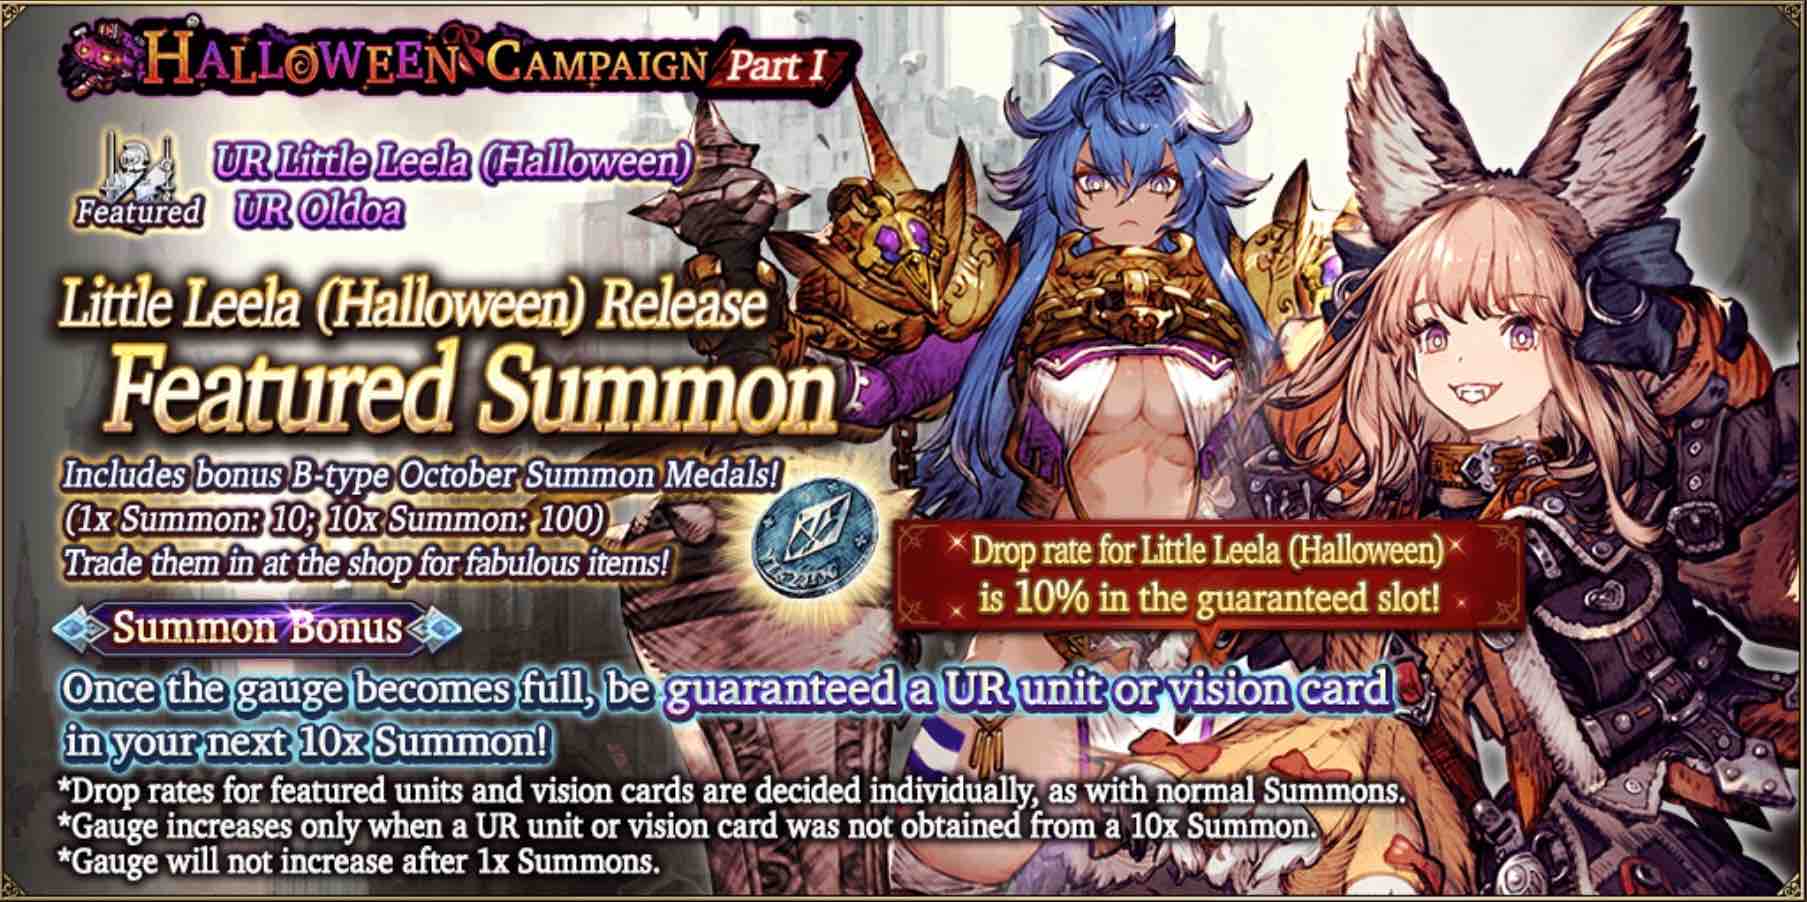 HALLOWEEN CAMPAIGN Part I
Featured
UR Little Leela (Halloween)
UR Oldoa
Little Leela (Halloween) Release
Featured Summon
Includes bonus B-type October Summon Medals!
(1x Summon: 10; 10x Summon: 100)
Trade them in at the shop for fabulous items!
Drop rate for Little Leela (Halloween)
is 10% in the guaranteed slot!
Summon Bonus
Once the gauge becomes full, be guaranteed a UR unit or vision card
in your next 10x Summon!
*Drop rates for featured units and vision cards are decided individually, as with normal Summons.
*Gauge increases only when a UR unit or vision card was not obtained from a 10x Summon.
*Gauge will not increase after 1x Summons.